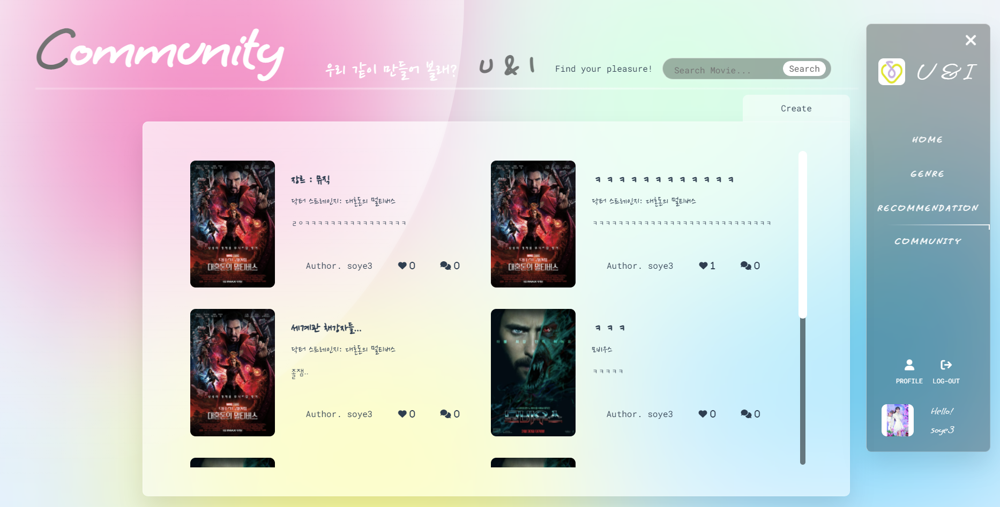 Community
우리 같이 만들어 볼래?
U & I
Find your pleasure!
Search Movie...
Search
Create
장르 : 뮤직
닥터 스트레인지: 대혼돈의 멀티버스
ㄹㅇㅋㅋㅋㅋㅋㅋㅋㅋㅋㅋㅋㅋㅋㅋㅋㅋ
Author. soye3
0
0
ㅋㅋㅋㅋㅋㅋㅋㅋㅋㅋㅋㅋ
닥터 스트레인지: 대혼돈의 멀티버스
ㅋㅋㅋㅋㅋㅋㅋㅋㅋㅋㅋㅋㅋㅋㅋㅋㅋㅋㅋㅋㅋㅋㅋㅋㅋㅋㅋㅋ
Author. soye3
1
0
대혼돈의 멀티버스
대혼돈의 멀티버스
세계관 채강자들...
닥터 스트레인지: 대혼돈의 멀티버스
졸잼..
Author. soye3
0
0
ㅋㅋㅋ
모비우스
ㅋㅋㅋㅋㅋ
Author. soye3
0
0
대혼돈의 멀티버스
모비우스
U & I
HOME
GENRE
RECOMMENDATION
COMMUNITY
PROFILE
LOG-OUT
Hello!
soye3